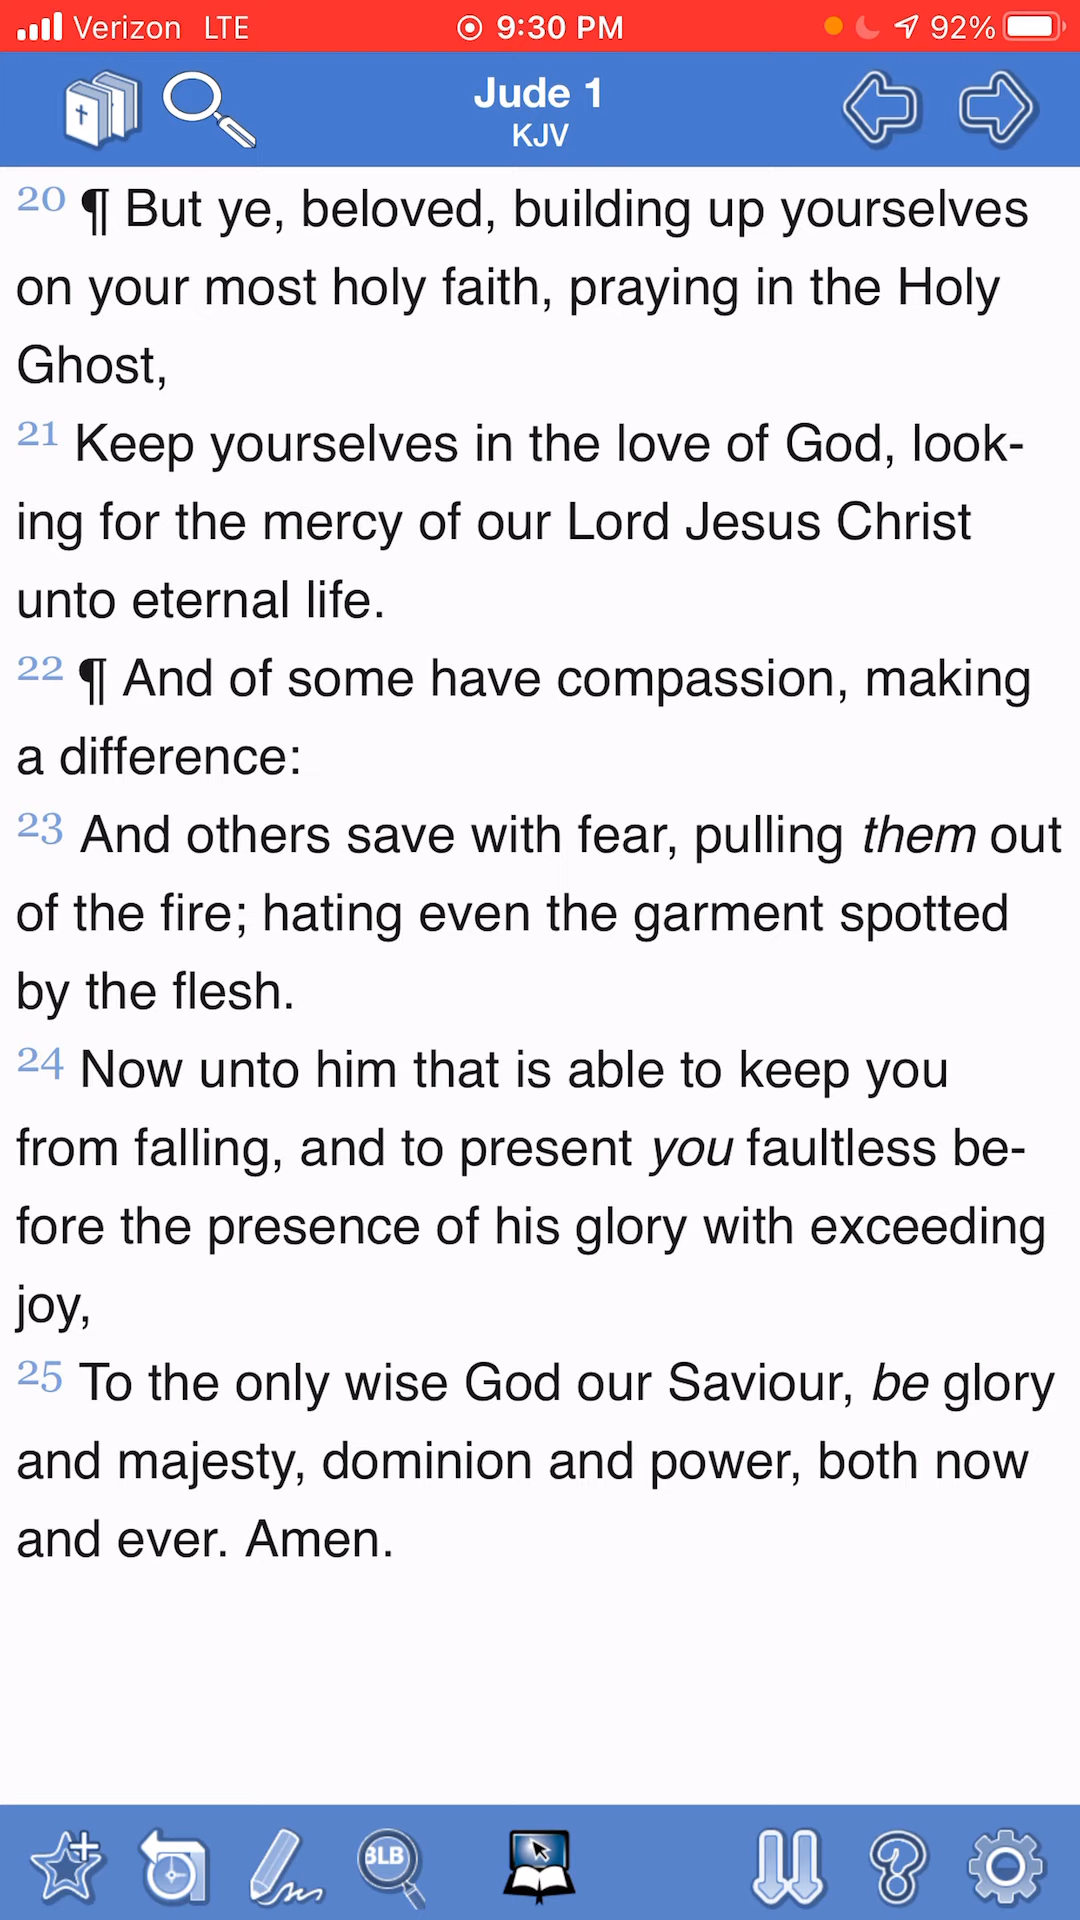 Verizon LTE 9:30 PM 92%
Jude 1
KJV
20 ¶ But ye, beloved, building up yourselves
on your most holy faith, praying in the Holy
Ghost,
21 Keep yourselves in the love of God, look-
ing for the mercy of our Lord Jesus Christ
unto eternal life.
22 ¶ And of some have compassion, making
a difference:
23 And others save with fear, pulling them out
of the fire; hating even the garment spotted
by the flesh.
24 Now unto him that is able to keep you
from falling, and to present you faultless be-
fore the presence of his glory with exceeding
joy,
25 To the only wise God our Saviour, be glory
and majesty, dominion and power, both now
and ever. Amen.
BLB